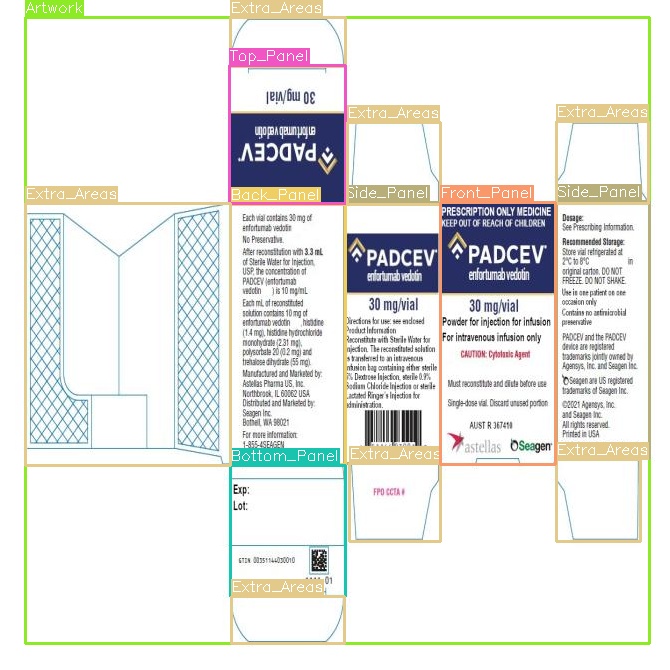 Artwork
Extra_Areas
Top_Panel
30 mg/vial
enfortumab vedotin
PADCEV
Extra_Areas
Extra_Areas
Extra_Areas
Back_Panel
Side_Panel
Front_Panel
Side_Panel
Each vial contains 30 mg of
enfortumab vedotin
No Preservative.
After reconstitution with 3.3 mL
of Sterile Water for Injection,
USP, the concentration of
PADCEV (enfortumab
vedotin ) is 10 mg/mL
Each mL of reconstituted
solution contains 10 mg of
enfortumab vedotin , histidine
(1.4 mg), histidine hydrochloride
monohydrate (2.31 mg),
polysorbate 20 (0.2 mg) and
trehalose dihydrate (55 mg).
Manufactured and Marketed by:
Astellas Pharma US, Inc.
Northbrook, IL 60062 USA
Distributed and Marketed by:
Seagen Inc.
Bothell, WA 98021
For more information:
1-855-4SEAGEN
PADCEV
enfortumab vedotin
30 mg/vial
Directions for use: see enclosed
Product Information
Reconstitute with Sterile Water for
Injection. The reconstituted solution
is transferred to an intravenous
infusion bag containing either sterile
5% Dextrose Injection, sterile 0.9%
Sodium Chloride Injection or sterile
Lactated Ringer's Injection for
administration.
PRESCRIPTION ONLY MEDICINE
KEEP OUT OF REACH OF CHILDREN
PADCEV
enfortumab vedotin
30 mg/vial
Powder for injection for infusion
For intravenous infusion only
CAUTION: Cytotoxic Agent
Must reconstitute and dilute before use
Single-dose vial. Discard unused portion
AUST R 367410
astellas
Seagen
Dosage:
See Prescribing Information.
Recommended Storage:
Store vial refrigerated at
2°C to 8°C in
original carton. DO NOT
FREEZE. DO NOT SHAKE.
Use in one patient on one
occasion only
Contains no antimicrobial
preservative
PADCEV and the PADCEV
device are registered
trademarks jointly owned by
Agensys, Inc. and Seagen Inc.
Seagen are US registered
trademarks of Seagen Inc.
©2021 Agensys, Inc.
and Seagen Inc.
All rights reserved.
Printed in USA
Bottom_Panel
Extra_Areas
Extra_Areas
Exp:
Lot:
GTIN 00351144030010
01
FPO CCTA #
Extra_Areas